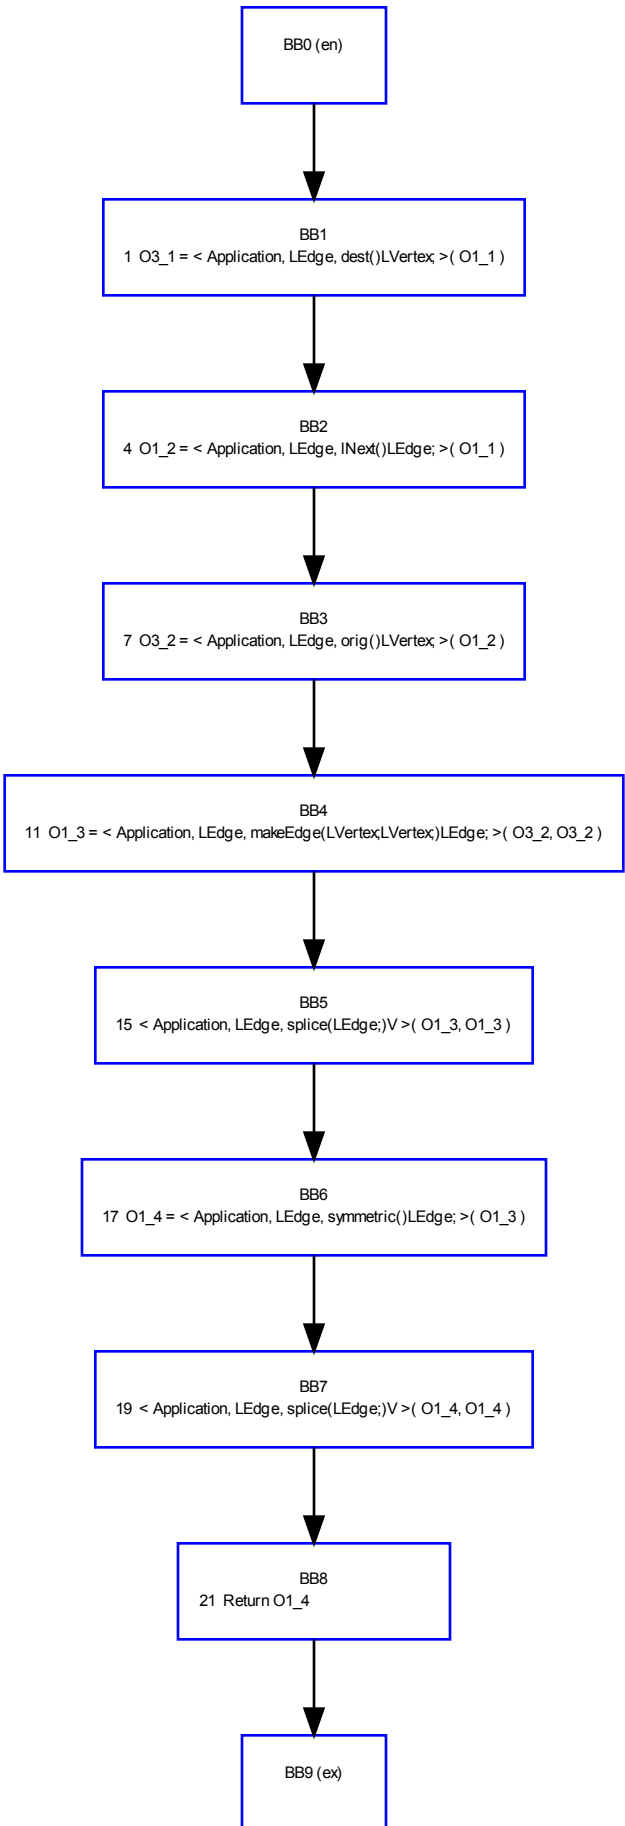 BB0 (en)
BB1
1 O3_1 = < Application, LEdge, dest()LVertex; >( O1_1 )
BB2
4 O1_2 = < Application, LEdge, lNext()LEdge; >( O1_1 )
BB3
7 O3_2 = < Application, LEdge, orig()LVertex; >( O1_2 )
BB4
11 O1_3 = < Application, LEdge, makeEdge(LVertex;LVertex;)LEdge; >( O3_2, O3_2 )
BB5
15 < Application, LEdge, splice(LEdge;)V >( O1_3, O1_3 )
BB6
17 O1_4 = < Application, LEdge, symmetric()LEdge; >( O1_3 )
BB7
19 < Application, LEdge, splice(LEdge;)V >( O1_4, O1_4 )
BB8
21 Return O1_4
BB9 (ex)